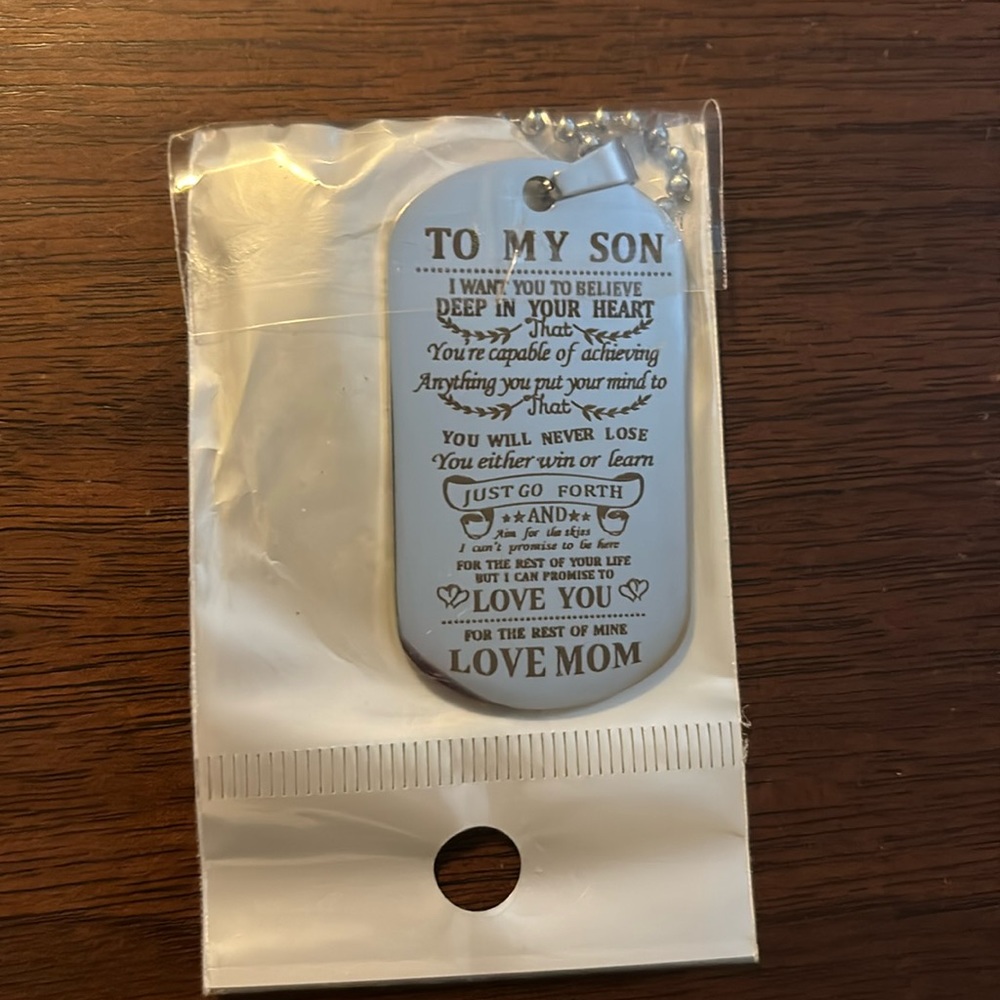 TO MY SON
I WANT YOU TO BELIEVE
DEEP IN YOUR HEART
That
You're capable of achieving
Anything you put your mind to
That
YOU WILL NEVER LOSE
You either win or learn
JUST GO FORTH
AND
Aim for the skies
I can't promise to be here
FOR THE REST OF YOUR LIFE
BUT I CAN PROMISE TO
LOVE YOU
FOR THE REST OF MINE
LOVE MOM